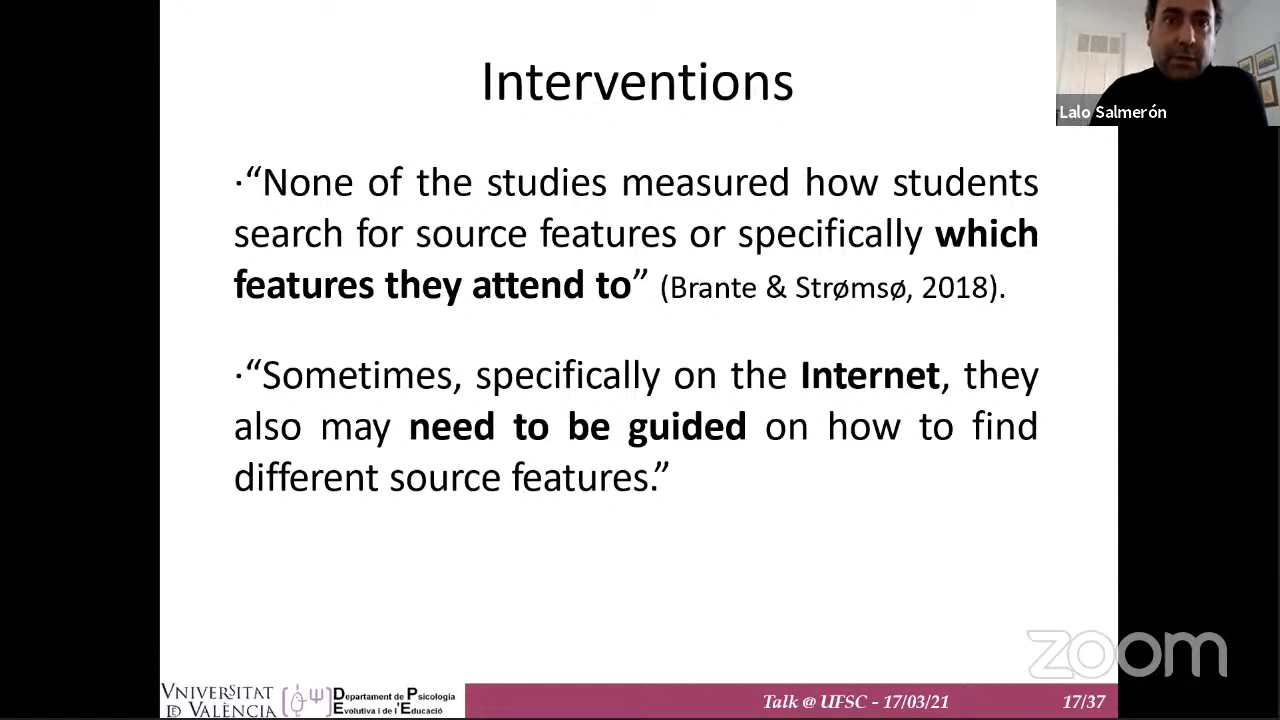 Interventions
Lalo Salmerón
·“None of the studies measured how students
search for source features or specifically which
features they attend to” (Brante & Strømsø, 2018).
·“Sometimes, specifically on the Internet, they
also may need to be guided on how to find
different source features.”
zoom
VNIVERSITAT
DE VALÈNCIA
Departament de Psicologia
Evolutiva i de l'Educació
Talk @ UFSC - 17/03/21
17/37